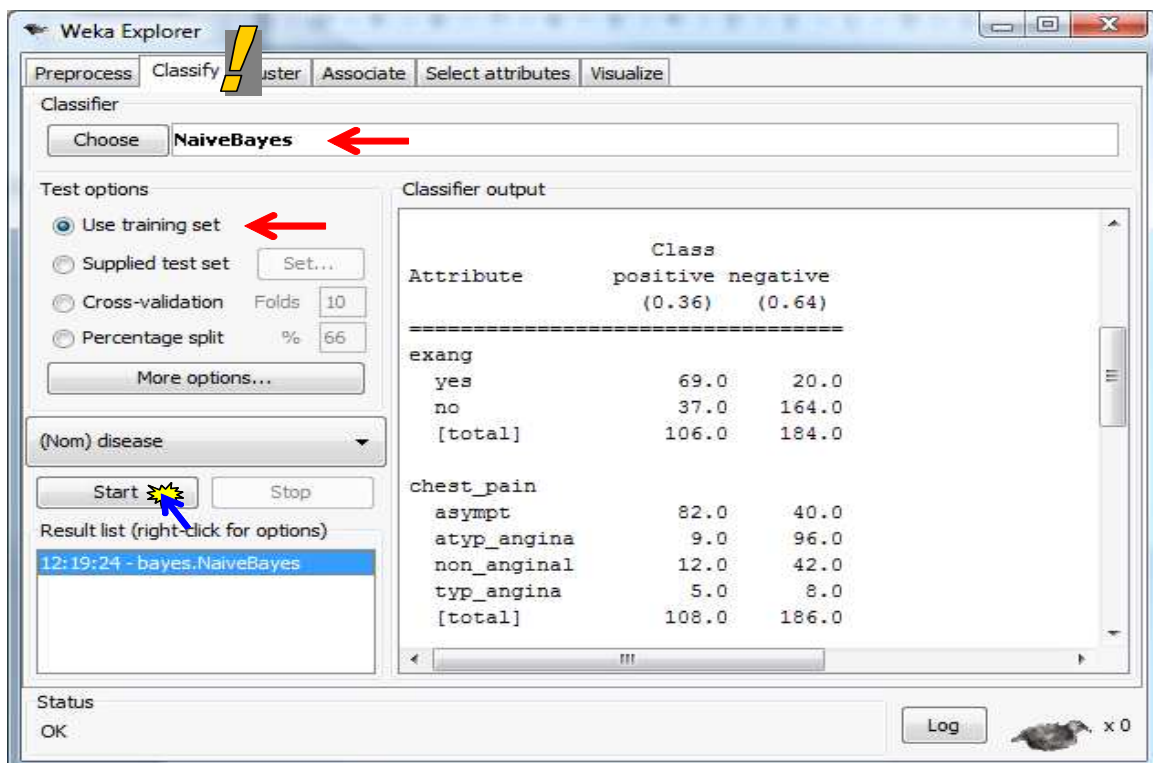 Weka Explorer
Preprocess Classify uster Associate Select attributes Visualize
Classifier
Choose NaiveBayes
Test options
Use training set
Supplied test set Set...
Cross-validation Folds 10
Percentage split % 66
More options...
(Nom) disease
Start Stop
Result list (right-click for options)
12:19:24 - bayes.NaiveBayes
Classifier output
Class
Attribute positive negative
(0.36) (0.64)
===================================
exang
yes 69.0 20.0
no 37.0 164.0
[total] 106.0 184.0
chest_pain
asympt 82.0 40.0
atyp_angina 9.0 96.0
non_anginal 12.0 42.0
typ_angina 5.0 8.0
[total] 108.0 186.0
Status
OK
Log x 0